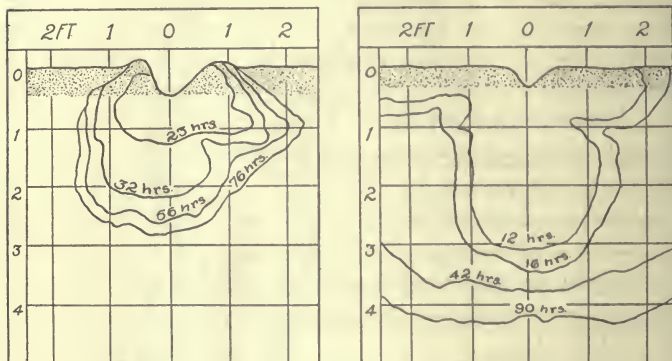 2FT 1 0 1 2
0
1
2
3
4
23 hrs.
32 hrs.
66 hrs.
76 hrs.
2FT 1 0 1 2
0
1
2
3
4
12 hrs.
16 hrs.
42 hrs.
90 hrs.